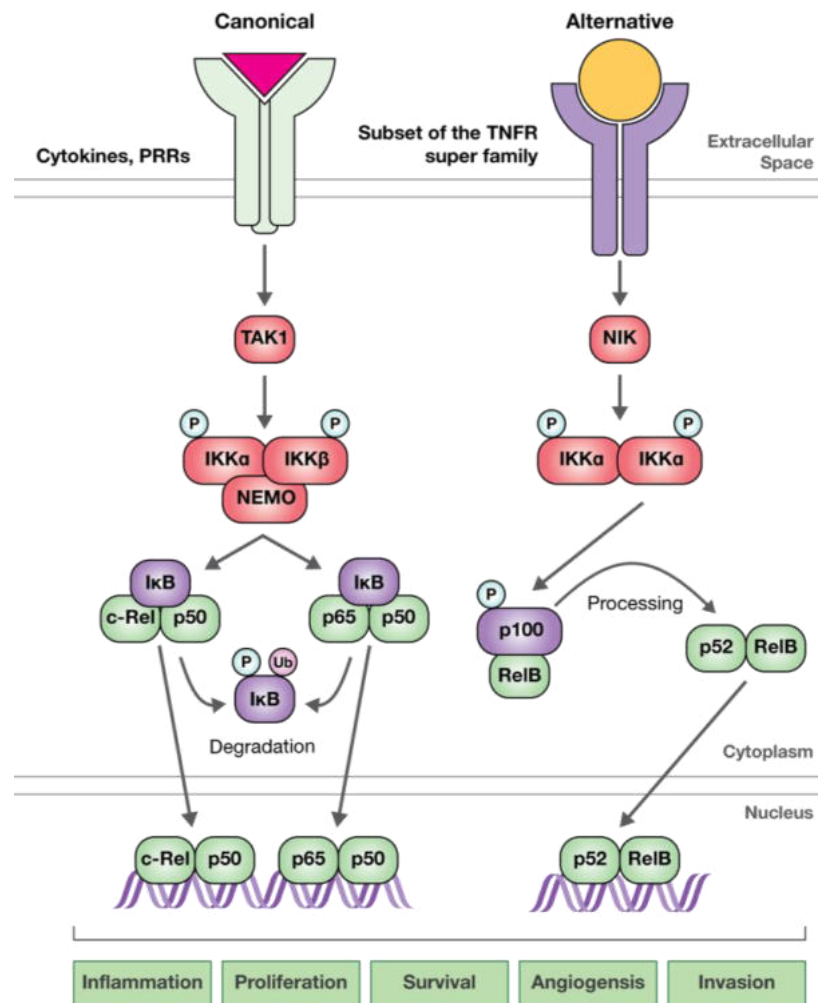 Canonical
Alternative
Cytokines, PRRs
Subset of the TNFR
super family
Extracellular
Space
TAK1
NIK
P
P
P
P
IKKα
IKKβ
IKKα
IKKα
NEMO
IκB
IκB
c-Rel
p50
p65
p50
P
Processing
p100
RelB
p52
RelB
P
Ub
IκB
Degradation
Cytoplasm
Nucleus
c-Rel
p50
p65
p50
p52
RelB
Inflammation
Proliferation
Survival
Angiogensis
Invasion